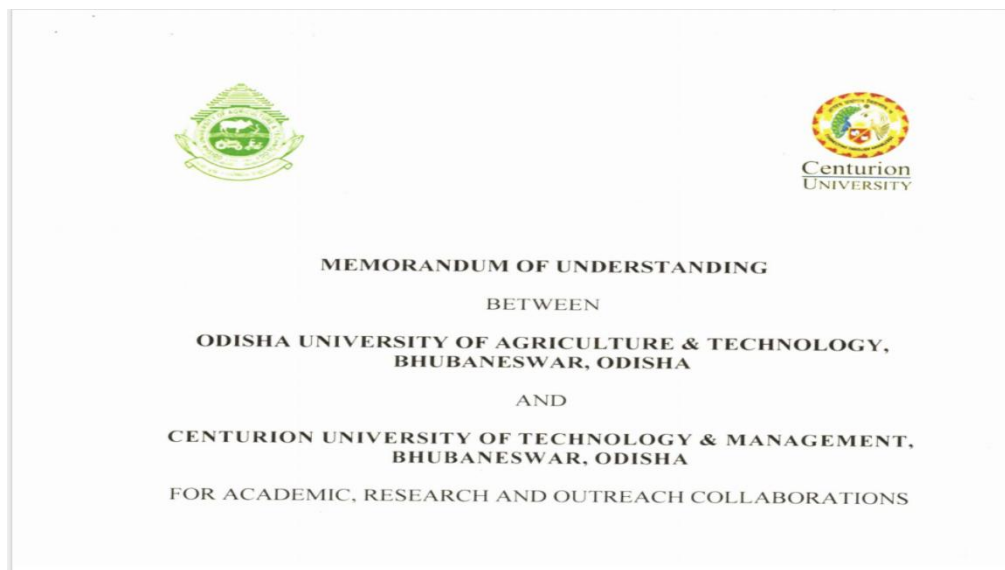 Centurion
UNIVERSITY
MEMORANDUM OF UNDERSTANDING
BETWEEN
ODISHA UNIVERSITY OF AGRICULTURE & TECHNOLOGY,
BHUBANESWAR, ODISHA
AND
CENTURION UNIVERSITY OF TECHNOLOGY & MANAGEMENT,
BHUBANESWAR, ODISHA
FOR ACADEMIC, RESEARCH AND OUTREACH COLLABORATIONS